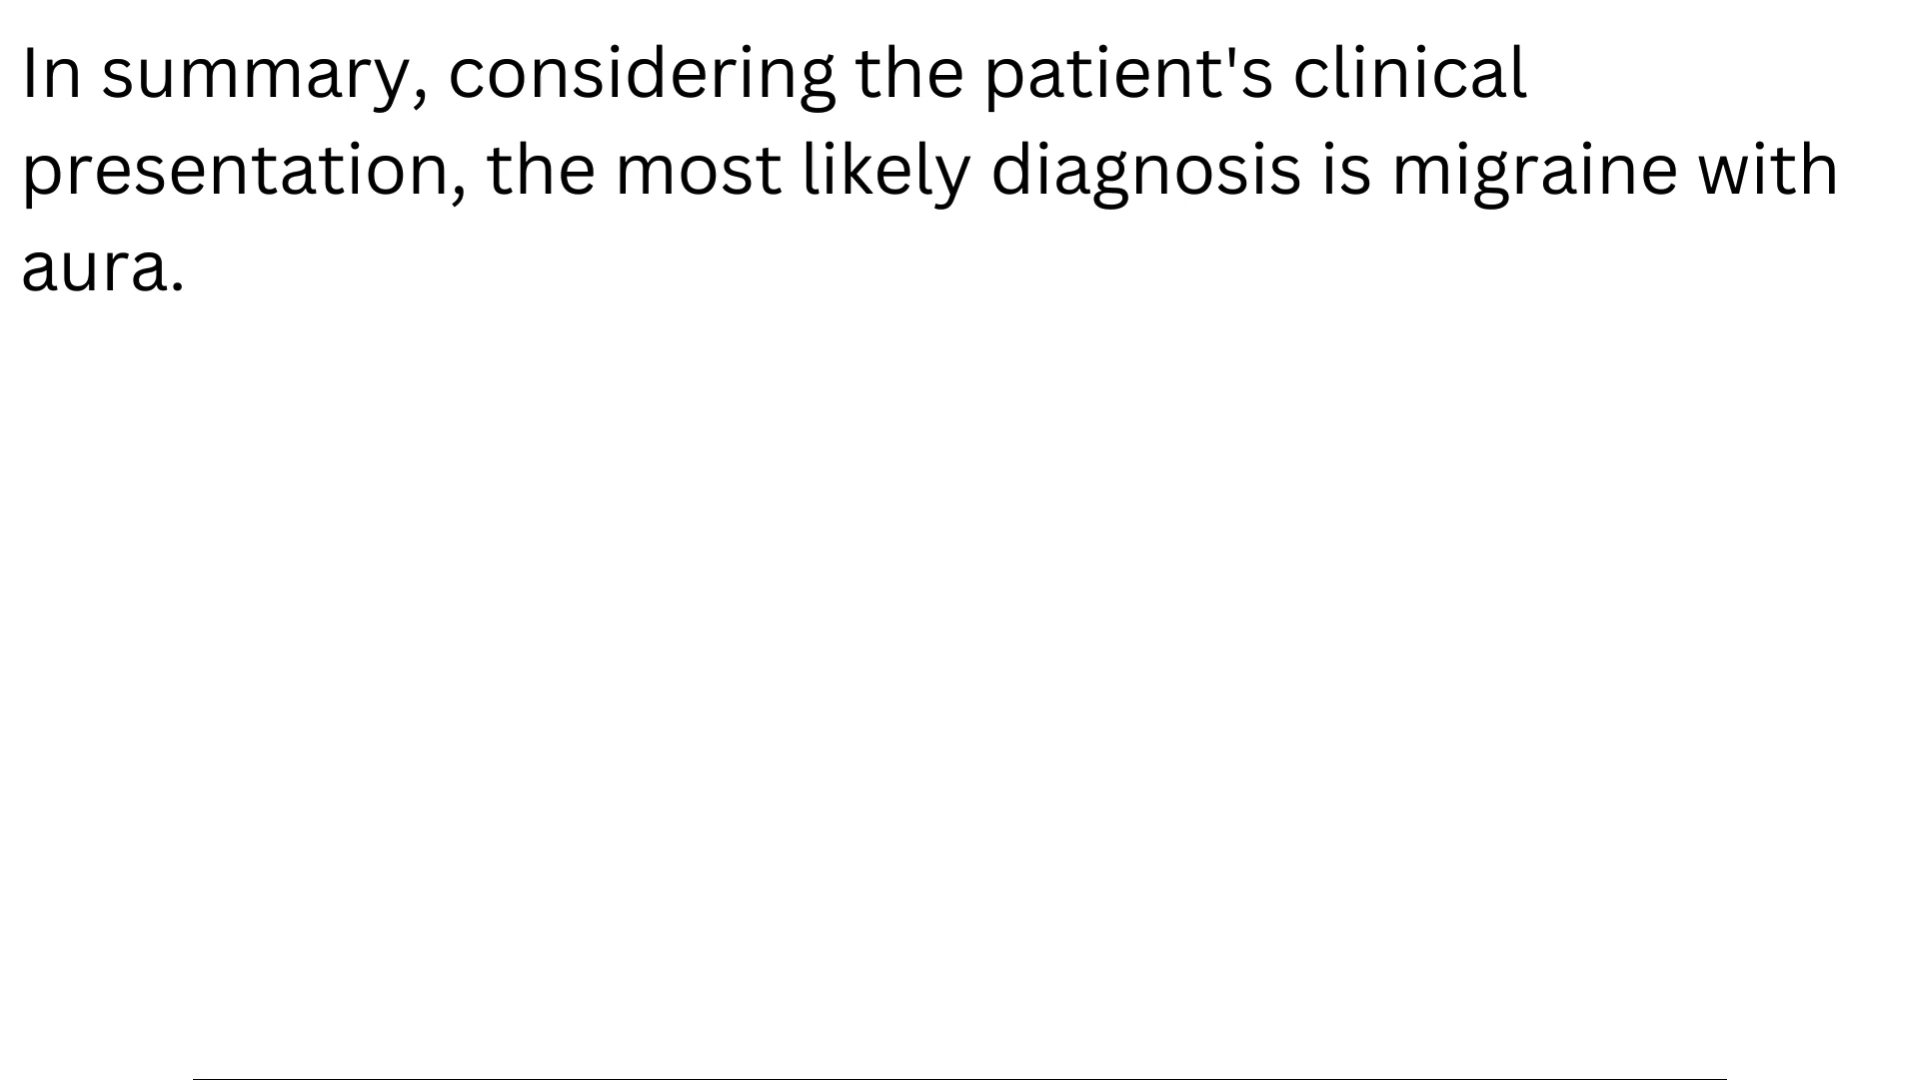 In summary, considering the patient's clinical
presentation, the most likely diagnosis is migraine with
aura.